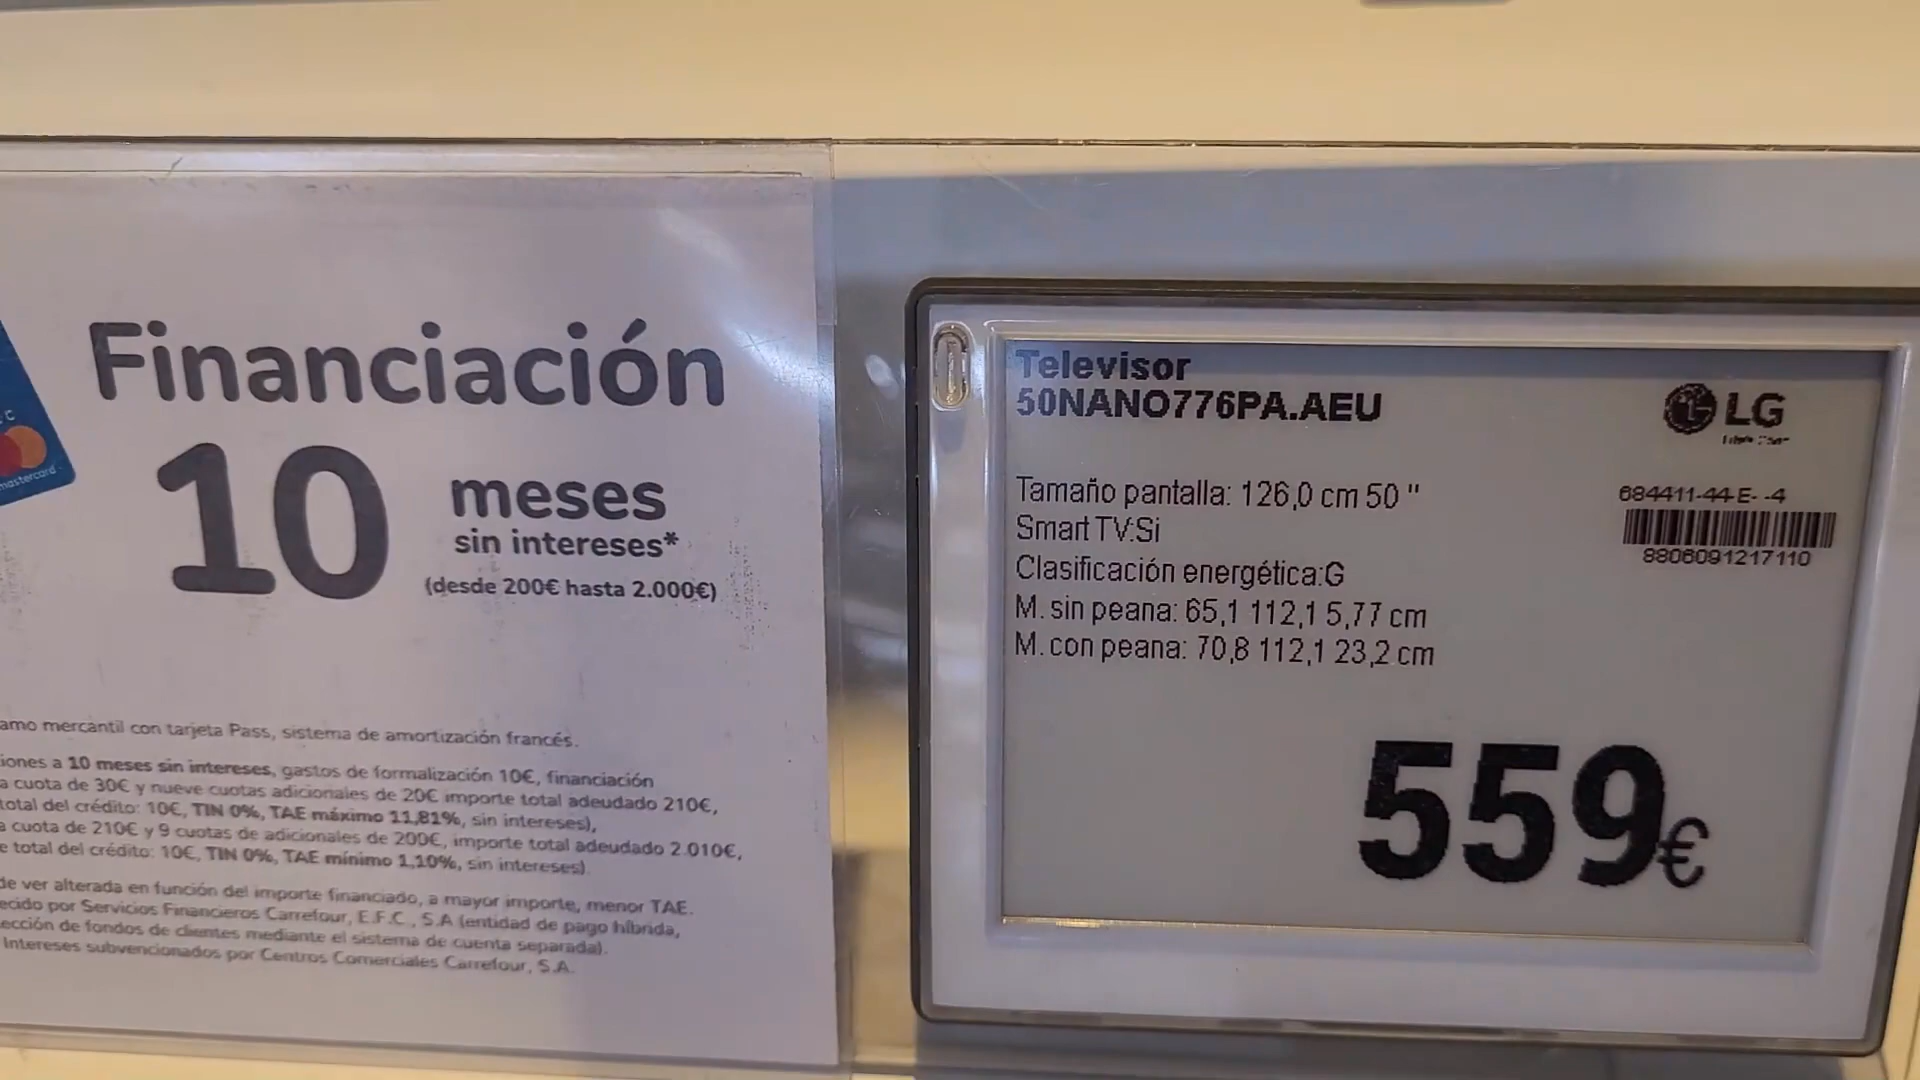 Financiación
10 meses
sin intereses*
(desde 200€ hasta 2.000€)
mastercard
amo mercantil con tarjeta Pass, sistema de amortización francés.
iones a 10 meses sin intereses, gastos de formalización 10€, financiación
a cuota de 30€ y nueve cuotas adicionales de 20€ importe total adeudado 210€,
total del crédito: 10€, TIN 0%, TAE máximo 11,81%, sin intereses),
a cuota de 210€ y 9 cuotas de adicionales de 200€, importe total adeudado 2.010€,
e total del crédito: 10€, TIN 0%, TAE mínimo 1,10%, sin intereses).
de ver alterada en función del importe financiado, a mayor importe, menor TAE.
ecido por Servicios Financieros Carrefour, E.F.C., S.A (entidad de pago híbrida,
ección de fondos de clientes mediante el sistema de cuenta separada).
Intereses subvencionados por Centros Comerciales Carrefour, S.A.
Televisor
50NANO776PA.AEU
LG
Tamaño pantalla: 126,0 cm 50 "
Smart TV:Si
Clasificación energética:G
M. sin peana: 65,1 112,1 5,77 cm
M. con peana: 70,8 112,1 23,2 cm
684411-44-E- -4
8806091217110
559€